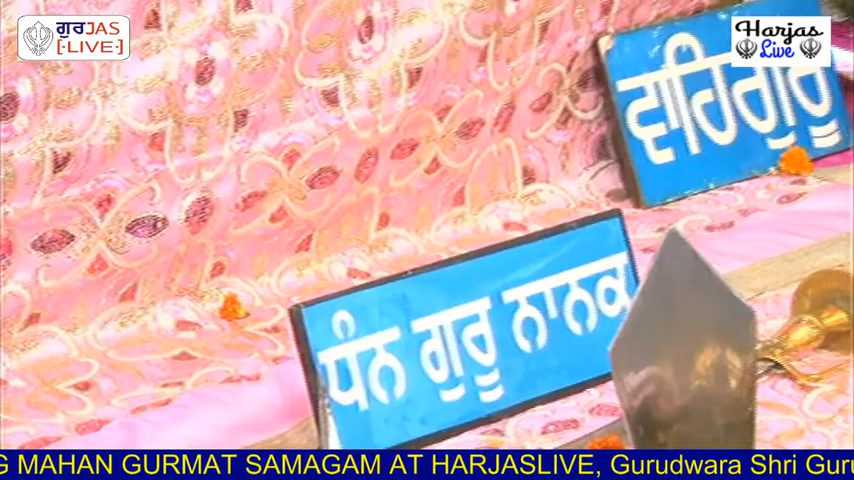 ਗੁਰJAS
[-LIVE-]
Harjas
Live
ਵਾਹਿਗੁਰੂ
ਧੰਨ ਗੁਰੂ ਨਾਨਕ
G MAHAN GURMAT SAMAGAM AT HARJASLIVE, Gurudwara Shri Guru